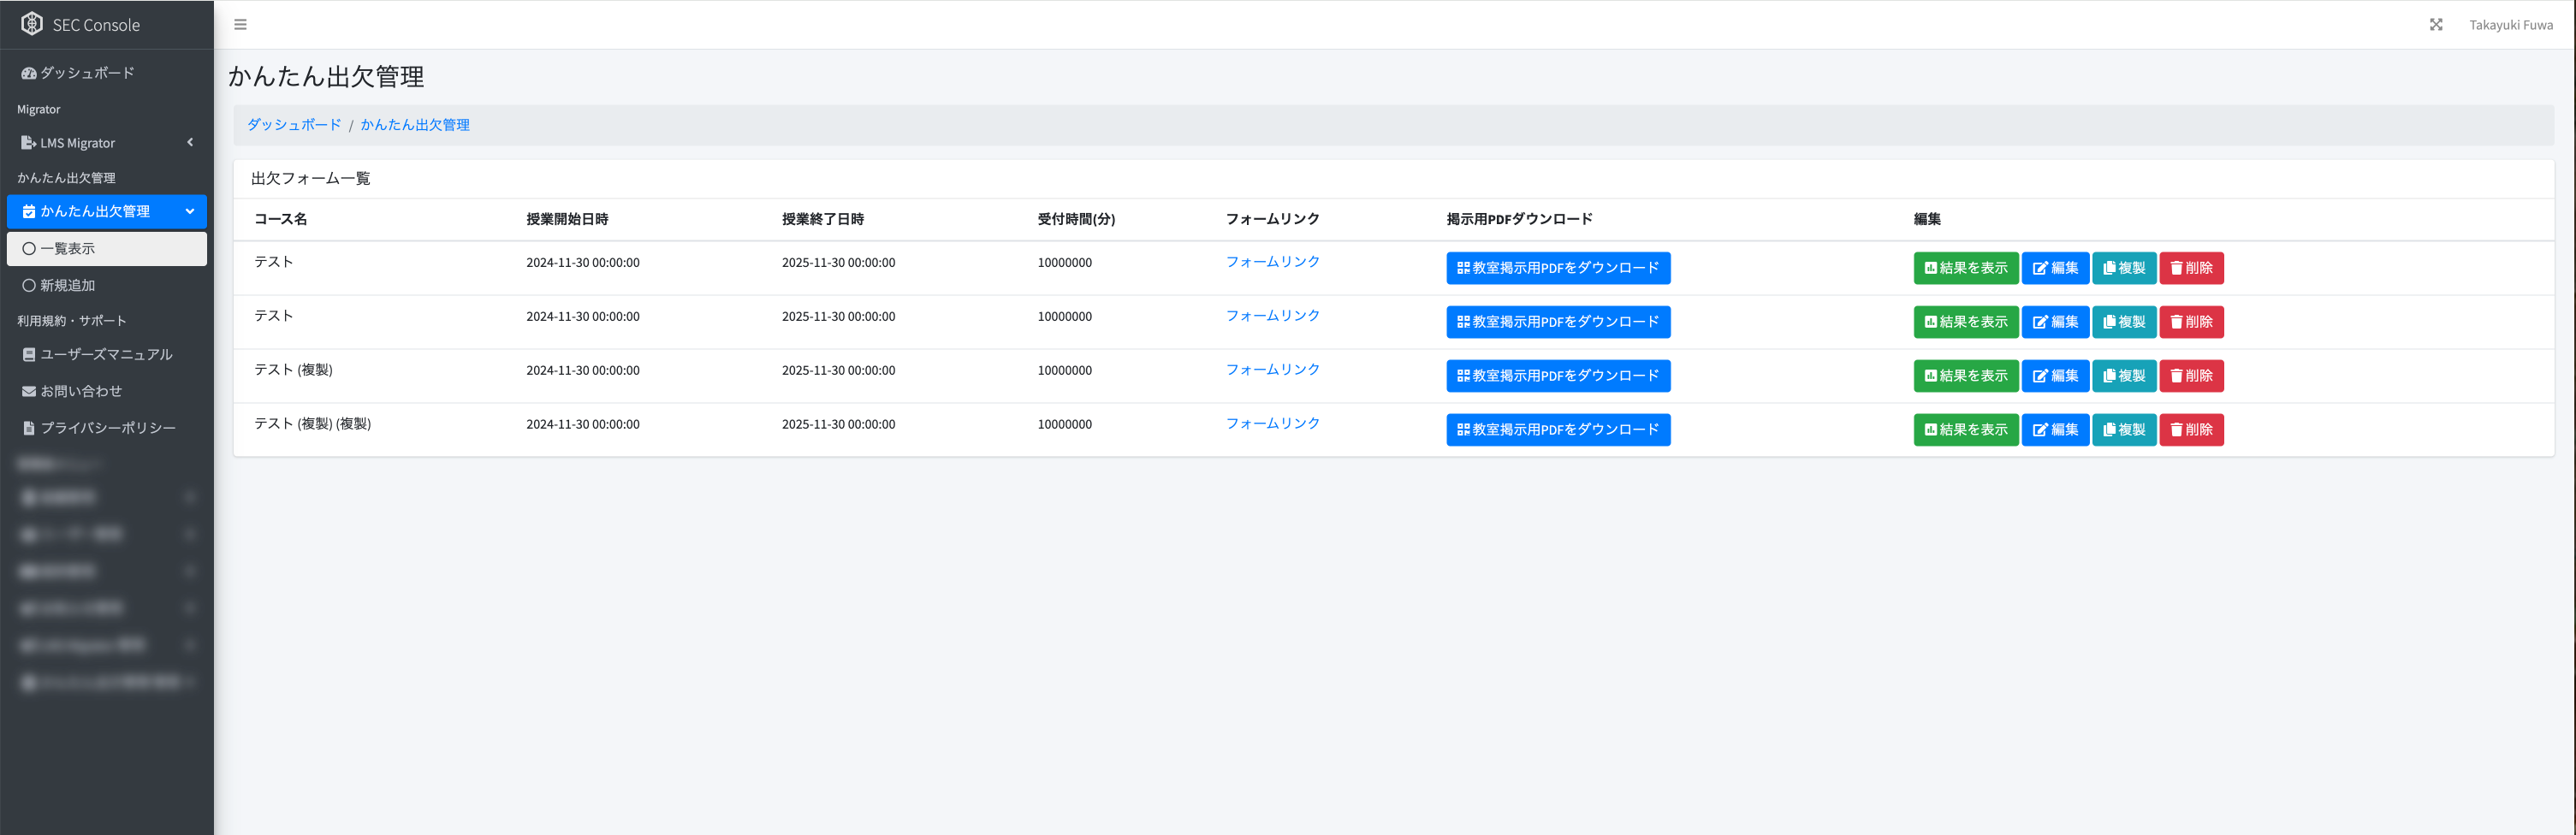 SEC Console
Takayuki Fuwa
ダッシュボード
Migrator
LMS Migrator
かんたん出欠管理
かんたん出欠管理
一覧表示
新規追加
利用規約・サポート
ユーザーズマニュアル
お問い合わせ
プライバシーポリシー
かんたん出欠管理
ダッシュボード / かんたん出欠管理
出欠フォーム一覧
コース名 授業開始日時 授業終了日時 受付時間(分) フォームリンク 掲示用PDFダウンロード 編集
テスト 2024-11-30 00:00:00 2025-11-30 00:00:00 10000000 フォームリンク 教室掲示用PDFをダウンロード 結果を表示 編集 複製 削除
テスト 2024-11-30 00:00:00 2025-11-30 00:00:00 10000000 フォームリンク 教室掲示用PDFをダウンロード 結果を表示 編集 複製 削除
テスト (複製) 2024-11-30 00:00:00 2025-11-30 00:00:00 10000000 フォームリンク 教室掲示用PDFをダウンロード 結果を表示 編集 複製 削除
テスト (複製) (複製) 2024-11-30 00:00:00 2025-11-30 00:00:00 10000000 フォームリンク 教室掲示用PDFをダウンロード 結果を表示 編集 複製 削除